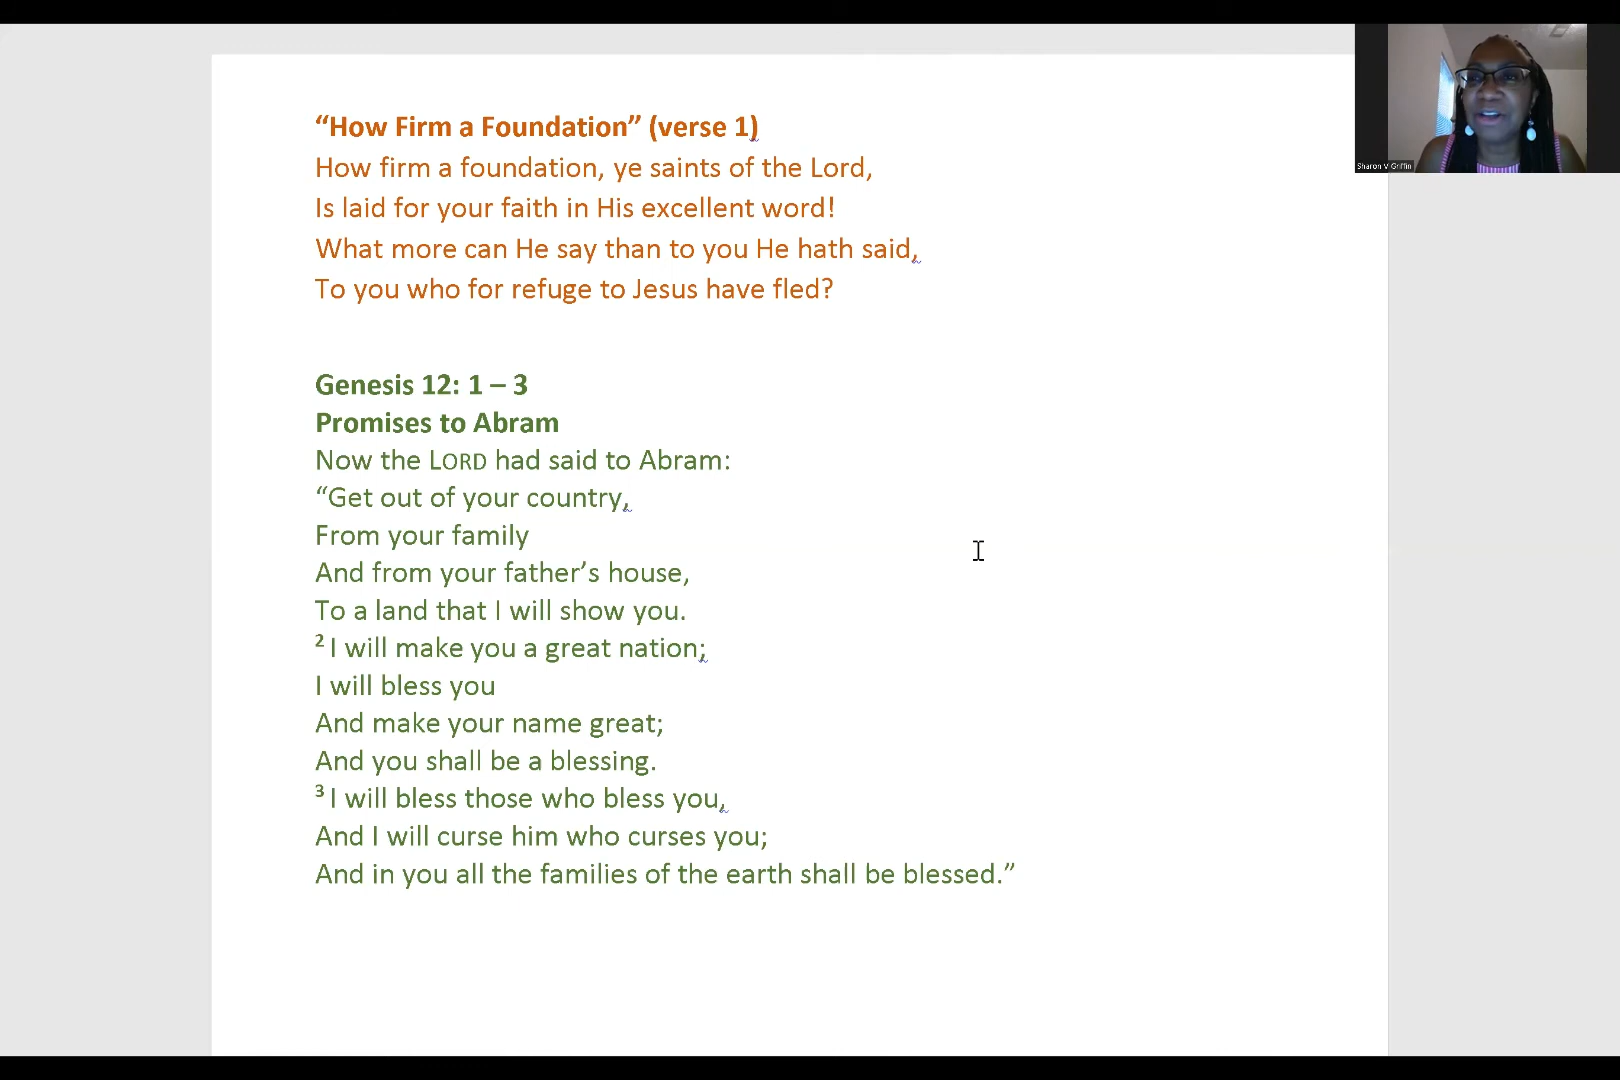 “How Firm a Foundation” (verse 1)
How firm a foundation, ye saints of the Lord,
Is laid for your faith in His excellent word!
What more can He say than to you He hath said,
To you who for refuge to Jesus have fled?
Genesis 12: 1 – 3
Promises to Abram
Now the LORD had said to Abram:
“Get out of your country,
From your family
And from your father’s house,
To a land that I will show you.
2 I will make you a great nation;
I will bless you
And make your name great;
And you shall be a blessing.
3 I will bless those who bless you,
And I will curse him who curses you;
And in you all the families of the earth shall be blessed.”
Sharon V Griffin